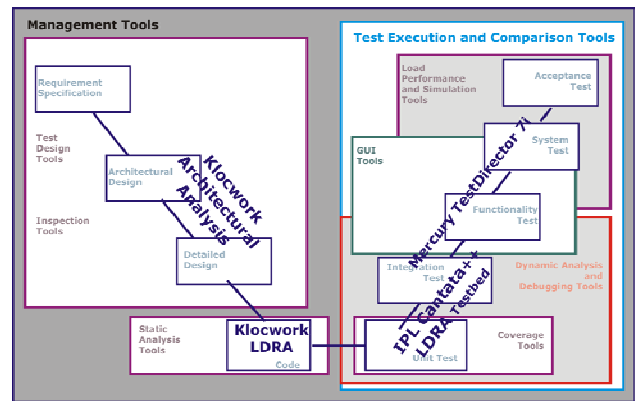 Management Tools
Test Execution and Comparison Tools
Requirement
Specification
Test
Design
Tools
Architectural
Design
Inspection
Tools
Detailed
Design
Klocwork
Architectural
Analysis
Static
Analysis
Tools
Klocwork
LDRA
Code
Load
Performance
and Simulation
Tools
Acceptance
Test
System
Test
GUI
Tools
Functionality
Test
Mercury TestDirector 7i
Integration
Test
Dynamic Analysis
and
Debugging Tools
IPL Cantata++
LDRA Testbed
Unit Test
Coverage
Tools